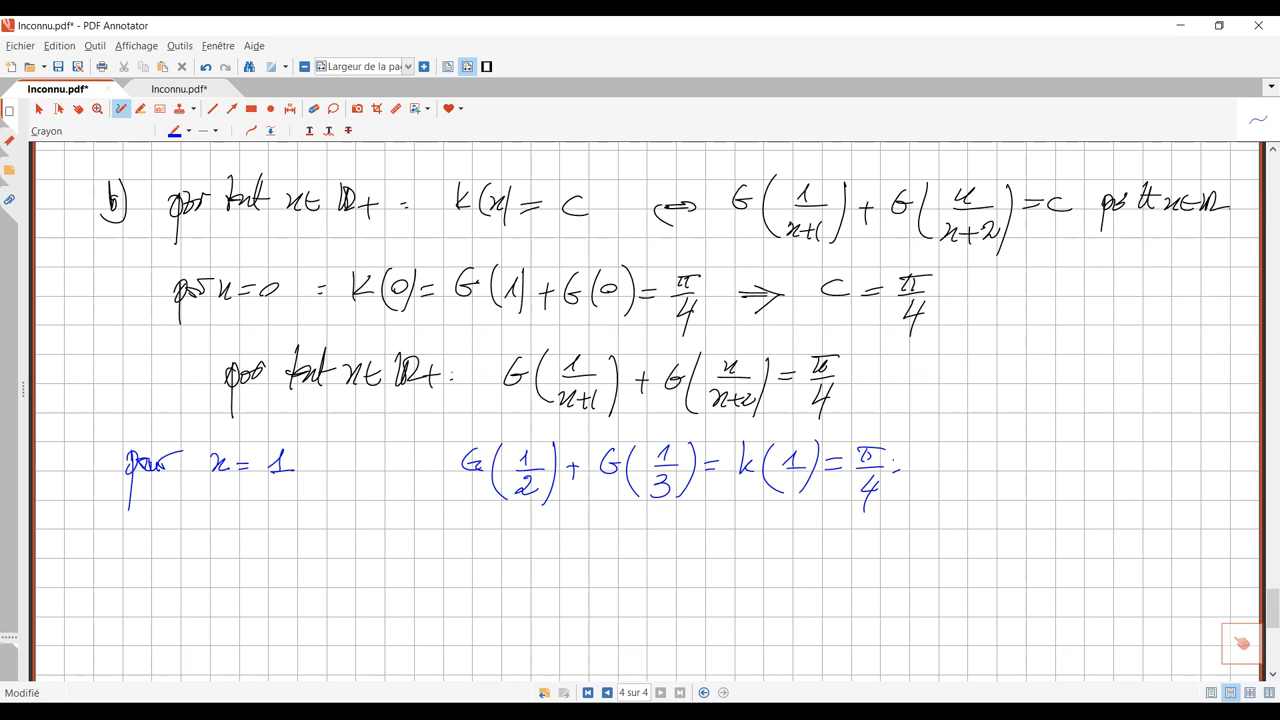 Inconnu.pdf* - PDF Annotator
Fichier Edition Outil Affichage Outils Fenêtre Aide
Largeur de la pa
Inconnu.pdf* Inconnu.pdf*
Crayon
b) pour tout x∈ℝ+ : K(x) = C ⟺ G(1/(x+1)) + G(x/(x+2)) = C pr tt x∈ℝ
pour x=0 : K(0) = G(1) + G(0) = π/4 ⟹ C = π/4
pour tout x∈ℝ+ : G(1/(x+1)) + G(x/(x+2)) = π/4
pour x = 1 G(1/2) + G(1/3) = K(1) = π/4 :
Modifié 4 sur 4